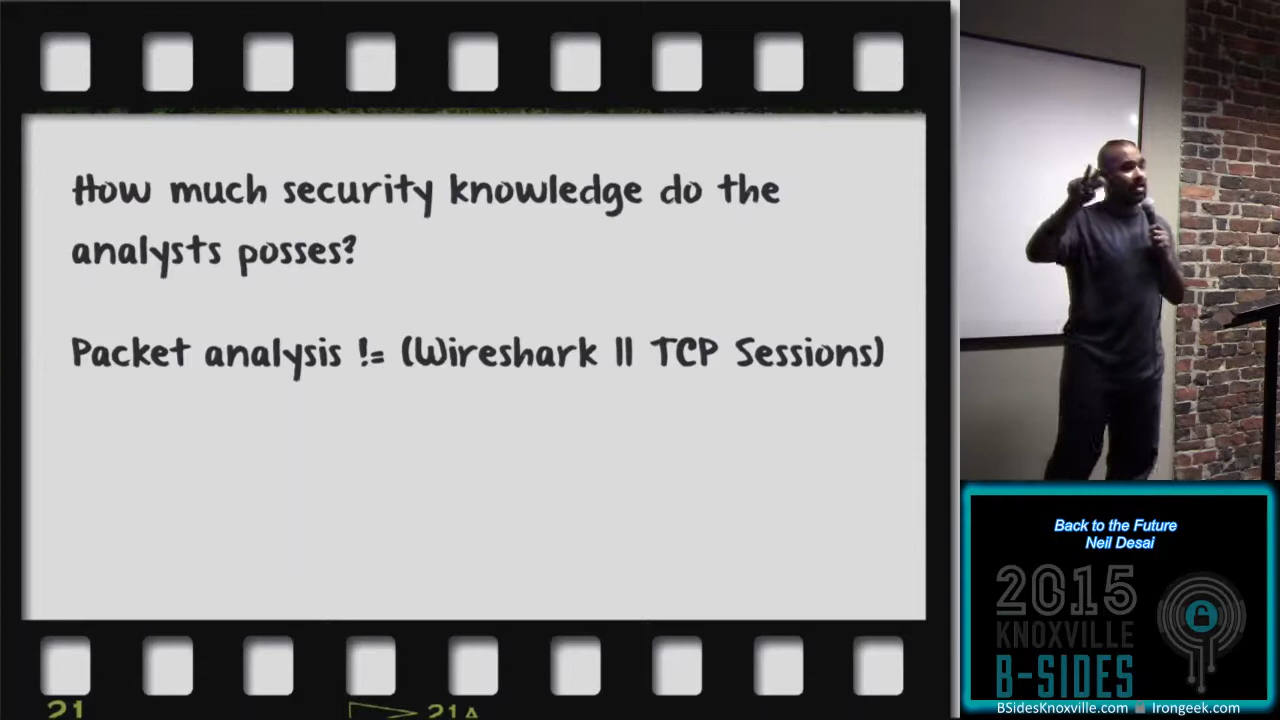 How much security knowledge do the
analysts posses?
Packet analysis != (Wireshark || TCP Sessions)
21
21A
Back to the Future
Neil Desai
2015
KNOXVILLE
B-SIDES
BSidesKnoxville.com Irongeek.com